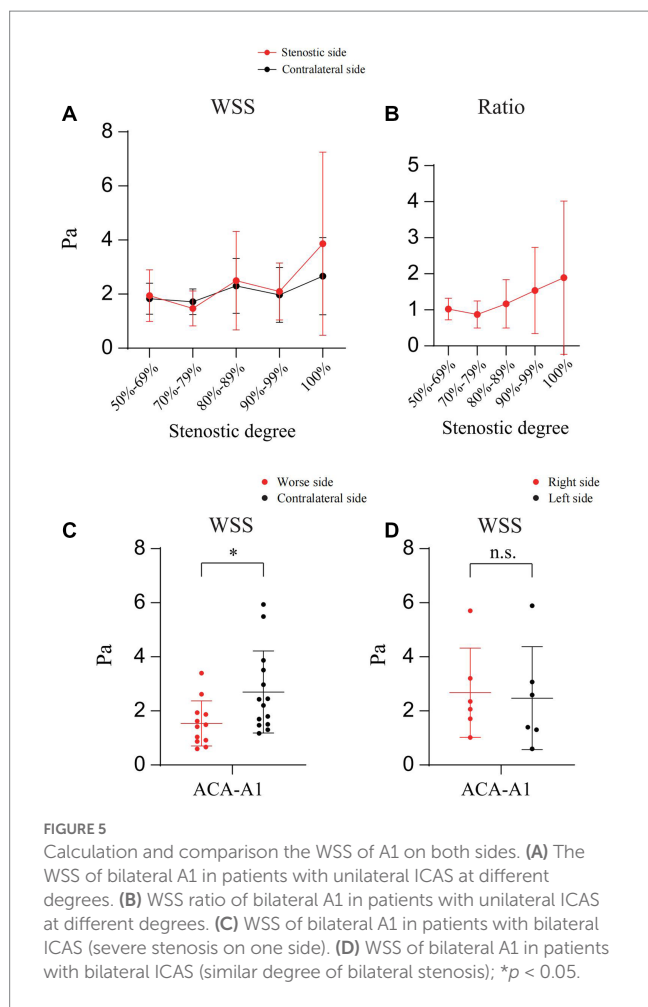 Stenostic side
Contralateral side
A
WSS
8
6
4
2
0
Pa
50%-69%
70%-79%
80%-89%
90%-99%
100%
Stenostic degree
B
Ratio
5
4
3
2
1
0
50%-69%
70%-79%
80%-89%
90%-99%
100%
Stenostic degree
Worse side
Contralateral side
C
WSS
*
8
6
4
2
0
Pa
ACA-A1
Right side
Left side
D
WSS
n.s.
8
6
4
2
0
Pa
ACA-A1
FIGURE 5
Calculation and comparison the WSS of A1 on both sides. (A) The
WSS of bilateral A1 in patients with unilateral ICAS at different
degrees. (B) WSS ratio of bilateral A1 in patients with unilateral ICAS
at different degrees. (C) WSS of bilateral A1 in patients with bilateral
ICAS (severe stenosis on one side). (D) WSS of bilateral A1 in patients
with bilateral ICAS (similar degree of bilateral stenosis); *p < 0.05.